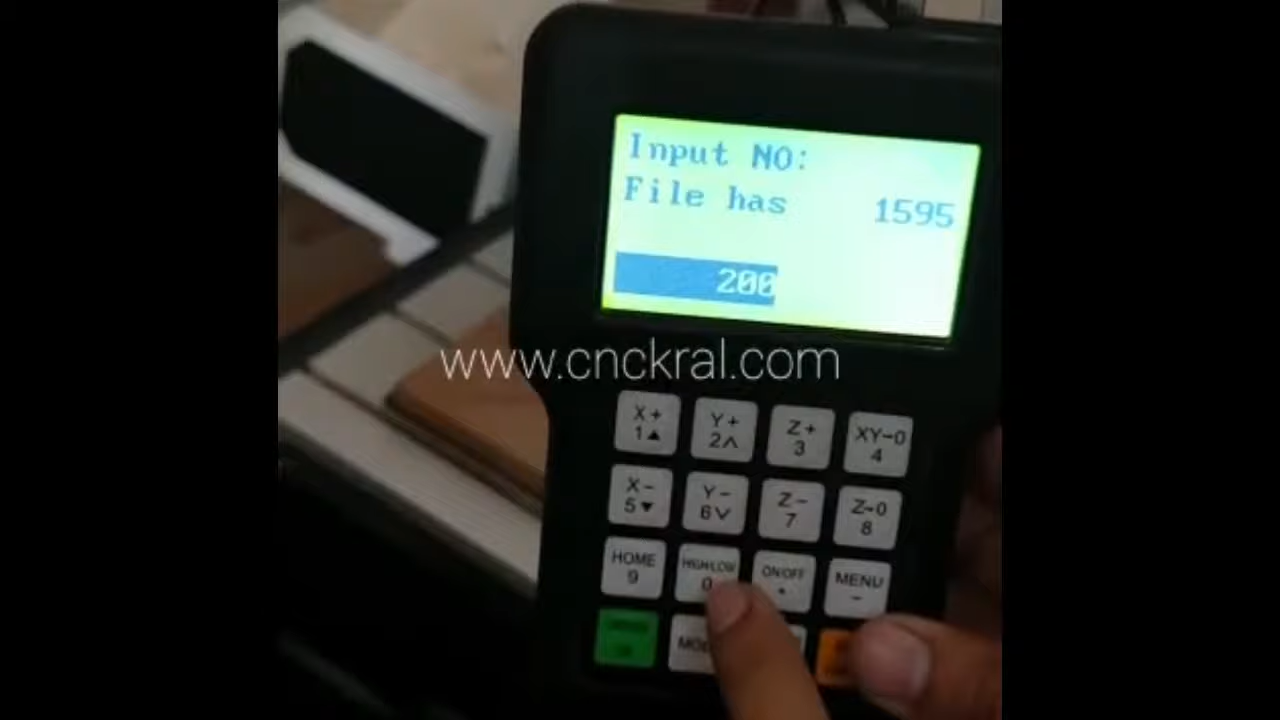 Input NO:
File has 1595
200
www.cnckral.com
X+ Y+ Z+ XY-0
1▲ 2∧ 3 4
X- Y- Z- Z-0
5▼ 6∨ 7 8
HOME HIGH/LOW ON/OFF MENU
9 0 . -